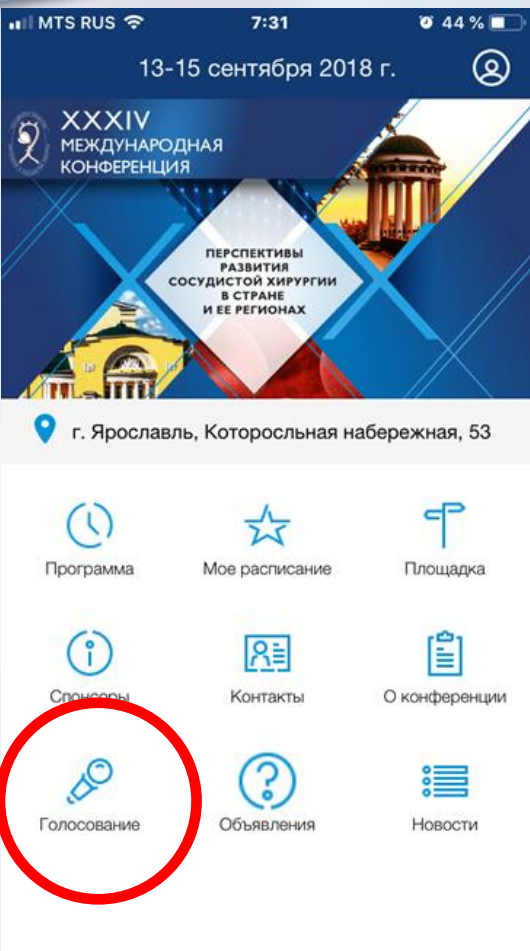 MTS RUS 7:31 44 %
13-15 сентября 2018 г.
XXXIV
МЕЖДУНАРОДНАЯ
КОНФЕРЕНЦИЯ
ПЕРСПЕКТИВЫ
РАЗВИТИЯ
СОСУДИСТОЙ ХИРУРГИИ
В СТРАНЕ
И ЕЕ РЕГИОНАХ
г. Ярославль, Которосльная набережная, 53
Программа Мое расписание Площадка
Спонсоры Контакты О конференции
Голосование Объявления Новости